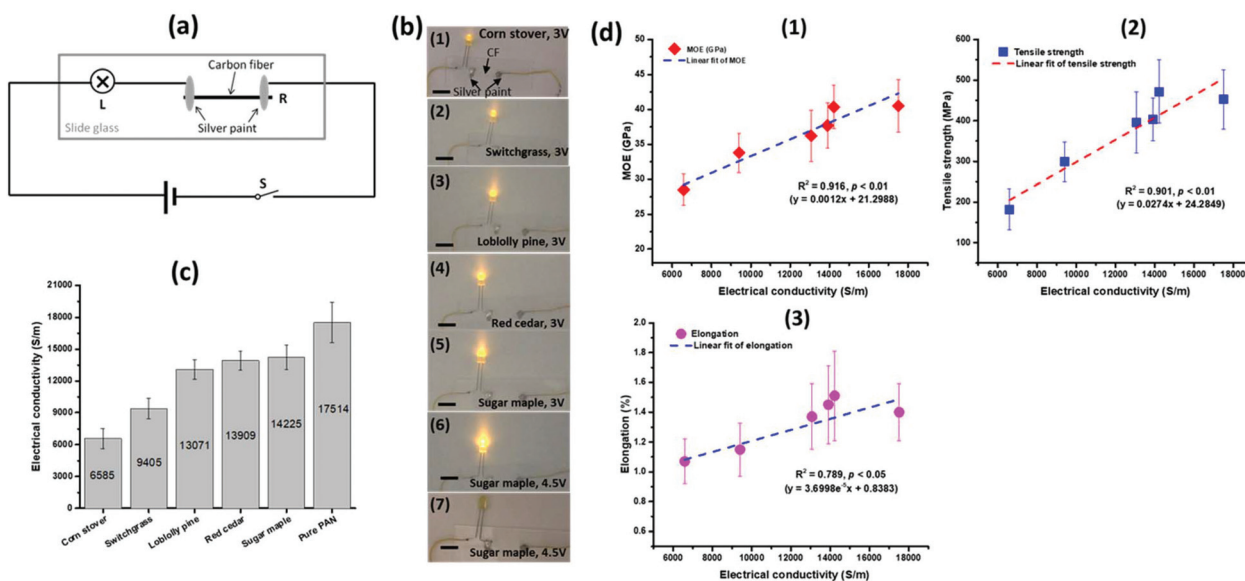 (a)
Carbon fiber
L
R
Silver paint
Slide glass
S
(b)
(1)
Corn stover, 3V
CF
Silver paint
(2)
Switchgrass, 3V
(3)
Loblolly pine, 3V
(4)
Red cedar, 3V
(5)
Sugar maple, 3V
(6)
Sugar maple, 4.5V
(7)
Sugar maple, 4.5V
(c)
Electrical conductivity (S/m)
21000
18000
15000
12000
9000
6000
3000
0
6585
9405
13071
13909
14225
17514
Corn stover
Switchgrass
Loblolly pine
Red cedar
Sugar maple
Pure PAN
(d)
(1)
MOE (GPa)
Linear fit of MOE
MOE (GPa)
50
45
40
35
30
25
20
R² = 0.916, p < 0.01
(y = 0.0012x + 21.2988)
6000 8000 10000 12000 14000 16000 18000
Electrical conductivity (S/m)
(2)
Tensile strength
Linear fit of tensile strength
Tensile strength (MPa)
600
500
400
300
200
100
R² = 0.901, p < 0.01
(y = 0.0274x + 24.2849)
6000 8000 10000 12000 14000 16000 18000
Electrical conductivity (S/m)
(3)
Elongation
Linear fit of elongation
Elongation (%)
2.0
1.8
1.6
1.4
1.2
1.0
0.8
0.6
R² = 0.789, p < 0.05
(y = 3.6998e⁻⁵x + 0.8383)
6000 8000 10000 12000 14000 16000 18000
Electrical conductivity (S/m)